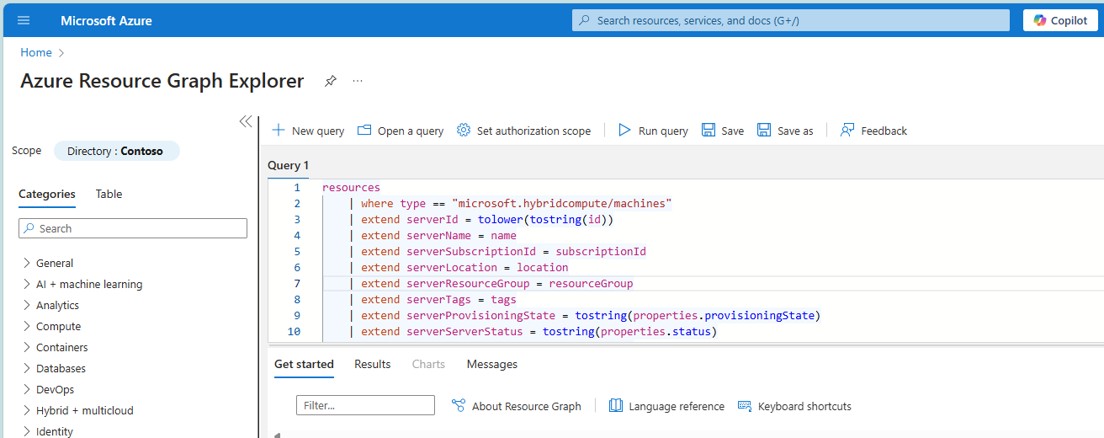 Microsoft Azure
Search resources, services, and docs (G+/)
Copilot
Home
Azure Resource Graph Explorer
New query
Open a query
Set authorization scope
Run query
Save
Save as
Feedback
Scope
Directory : Contoso
Categories
Table
Search
General
AI + machine learning
Analytics
Compute
Containers
Databases
DevOps
Hybrid + multicloud
Identity
Query 1
1 resources
2 | where type == "microsoft.hybridcompute/machines"
3 | extend serverId = tolower(tostring(id))
4 | extend serverName = name
5 | extend serverSubscriptionId = subscriptionId
6 | extend serverLocation = location
7 | extend serverResourceGroup = resourceGroup
8 | extend serverTags = tags
9 | extend serverProvisioningState = tostring(properties.provisioningState)
10 | extend serverServerStatus = tostring(properties.status)
Get started
Results
Charts
Messages
Filter...
About Resource Graph
Language reference
Keyboard shortcuts